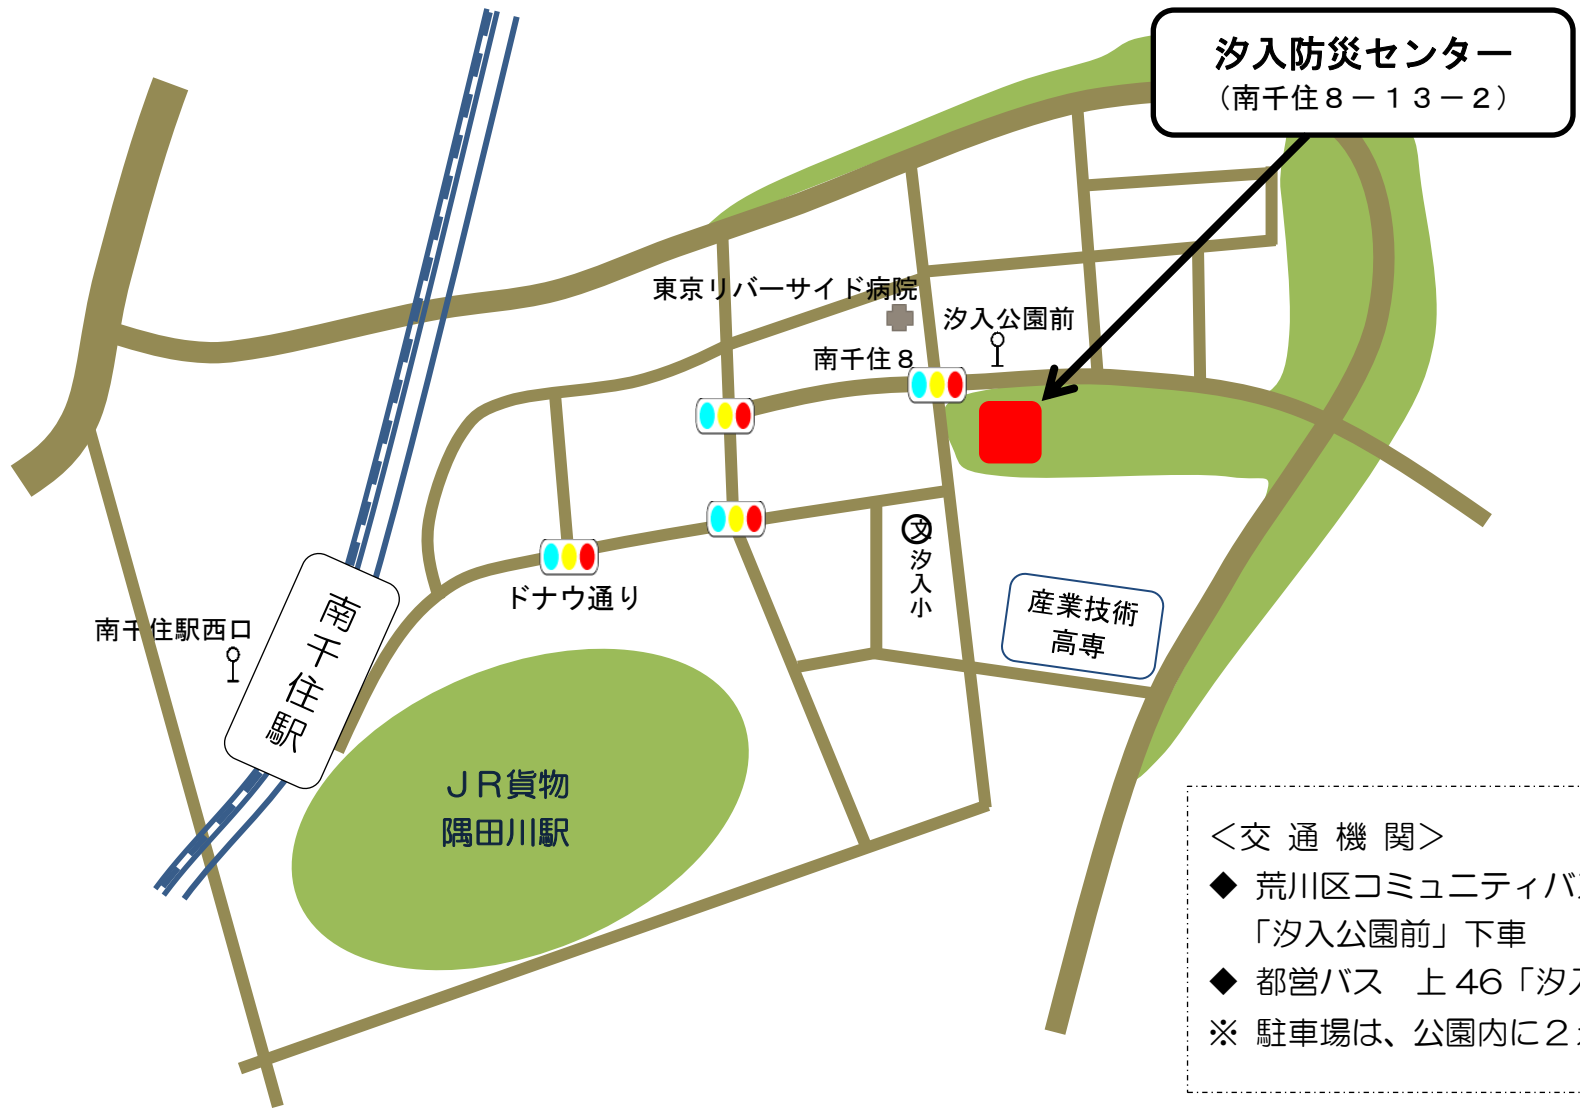 汐入防災センター
（南千住８－１３－２）
東京リバーサイド病院
汐入公園前
南千住８
文
汐入小
ドナウ通り
産業技術
高専
南千住駅西口
南千住駅
ＪＲ貨物
隅田川駅
＜交 通 機 関＞
◆ 荒川区コミュニティバ
「汐入公園前」下車
◆ 都営バス　上 46「汐
※ 駐車場は、公園内に２